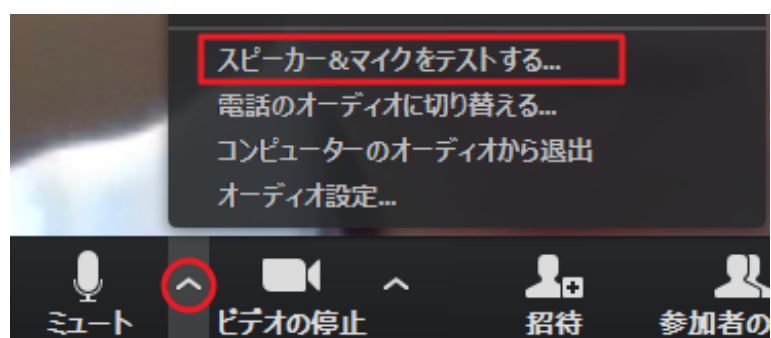 スピーカー&マイクをテストする...
電話のオーディオに切り替える...
コンピューターのオーディオから退出
オーディオ設定...
ミュート ビデオの停止 招待 参加者の